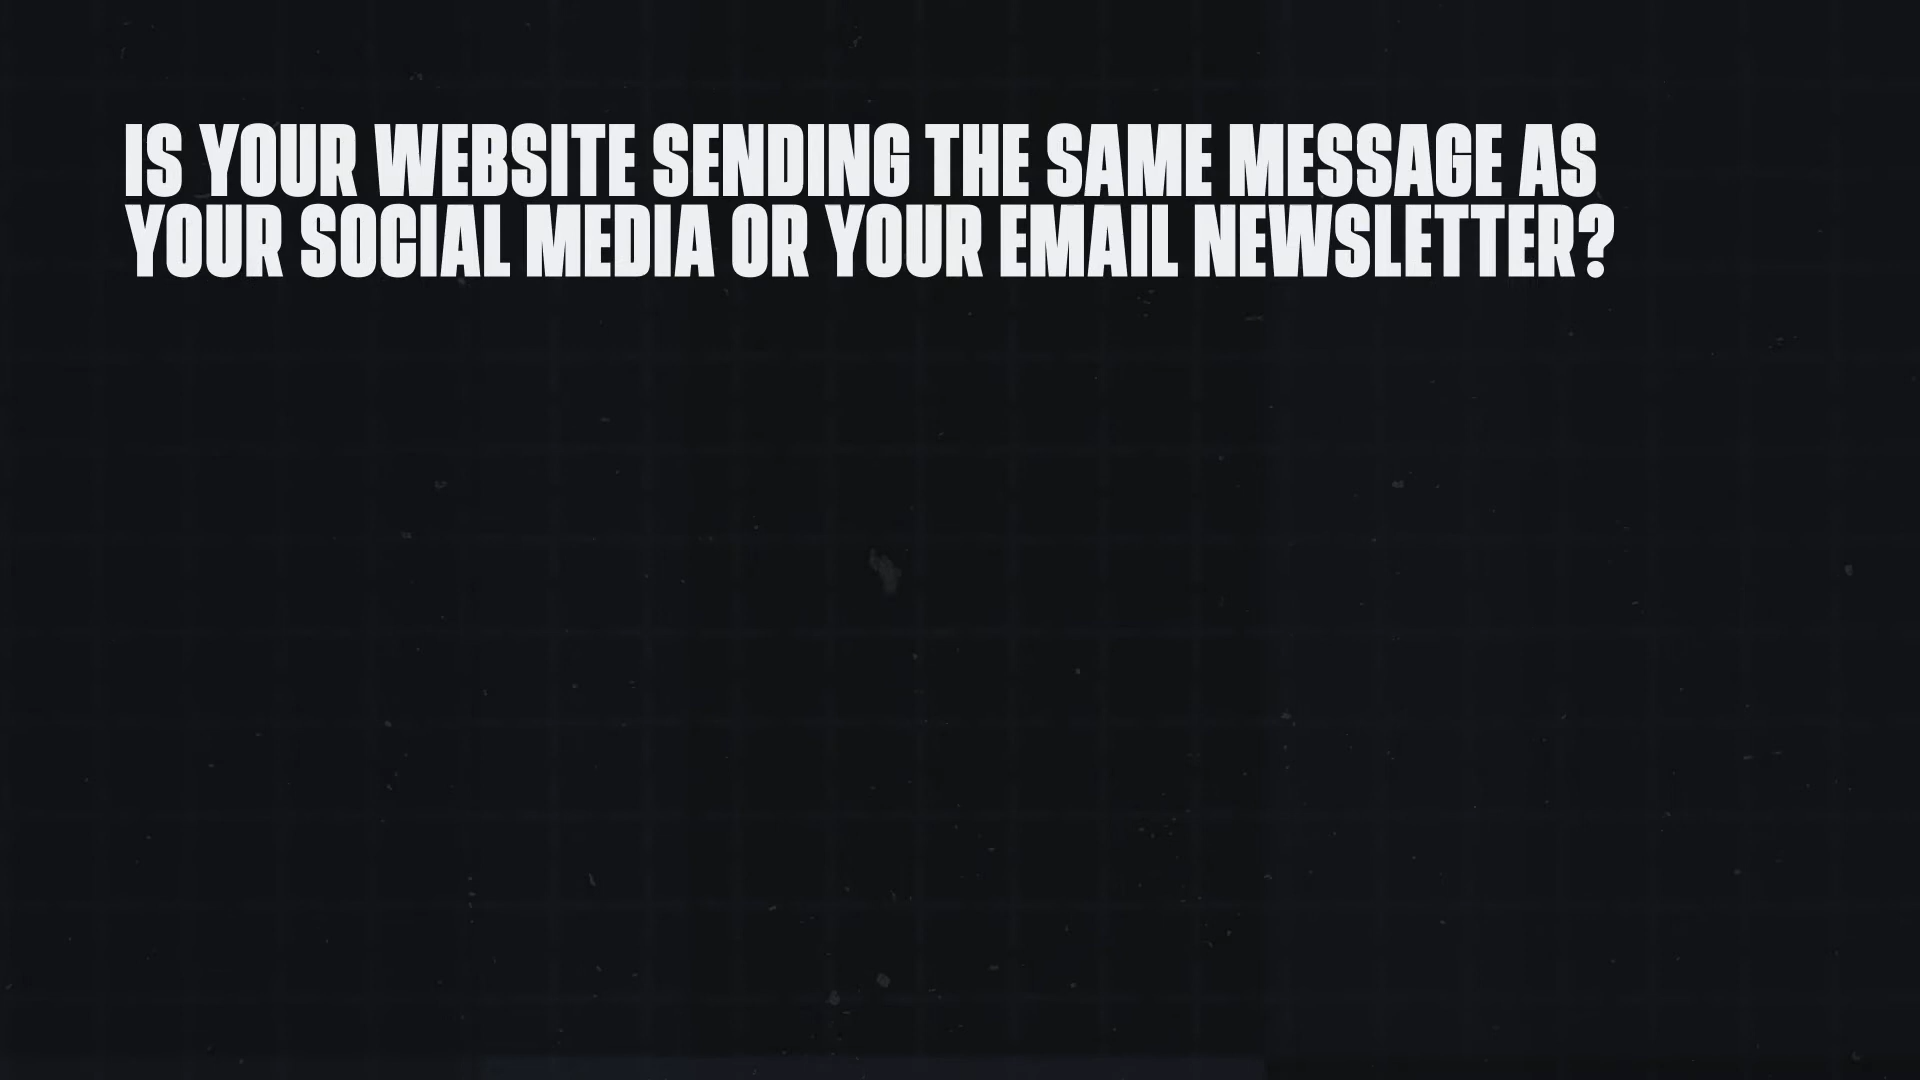 IS YOUR WEBSITE SENDING THE SAME MESSAGE AS
YOUR SOCIAL MEDIA OR YOUR EMAIL NEWSLETTER?